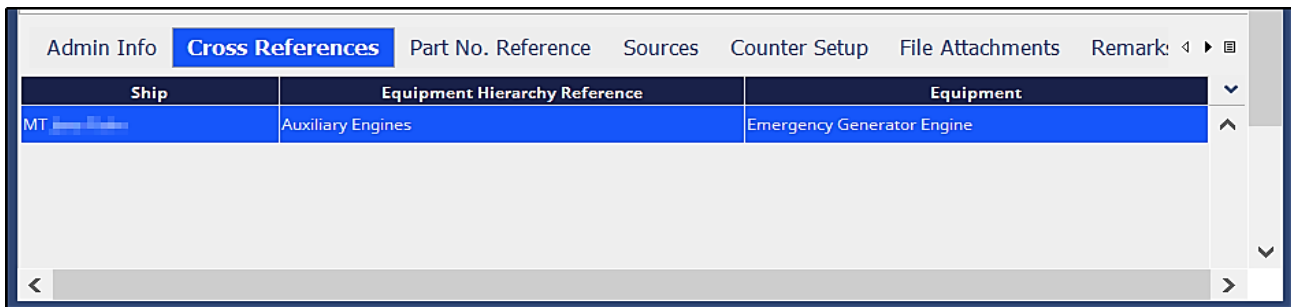 Admin Info Cross References Part No. Reference Sources Counter Setup File Attachments Remark
Ship Equipment Hierarchy Reference Equipment
MT Auxiliary Engines Emergency Generator Engine